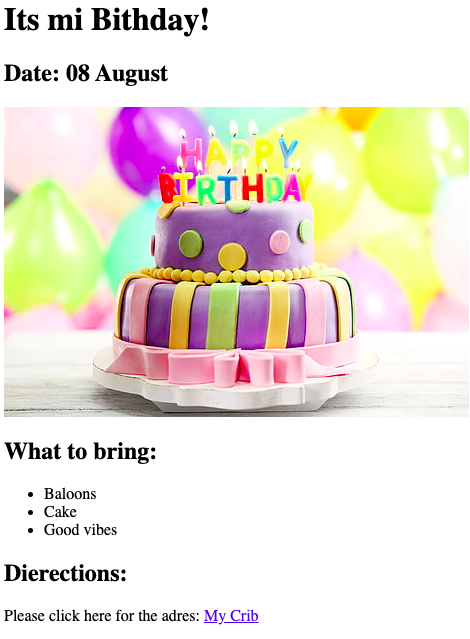 Its mi Bithday!
Date: 08 August
HAPPY
BIRTHDAY
What to bring:
Baloons
Cake
Good vibes
Dierections:
Please click here for the adres: My Crib